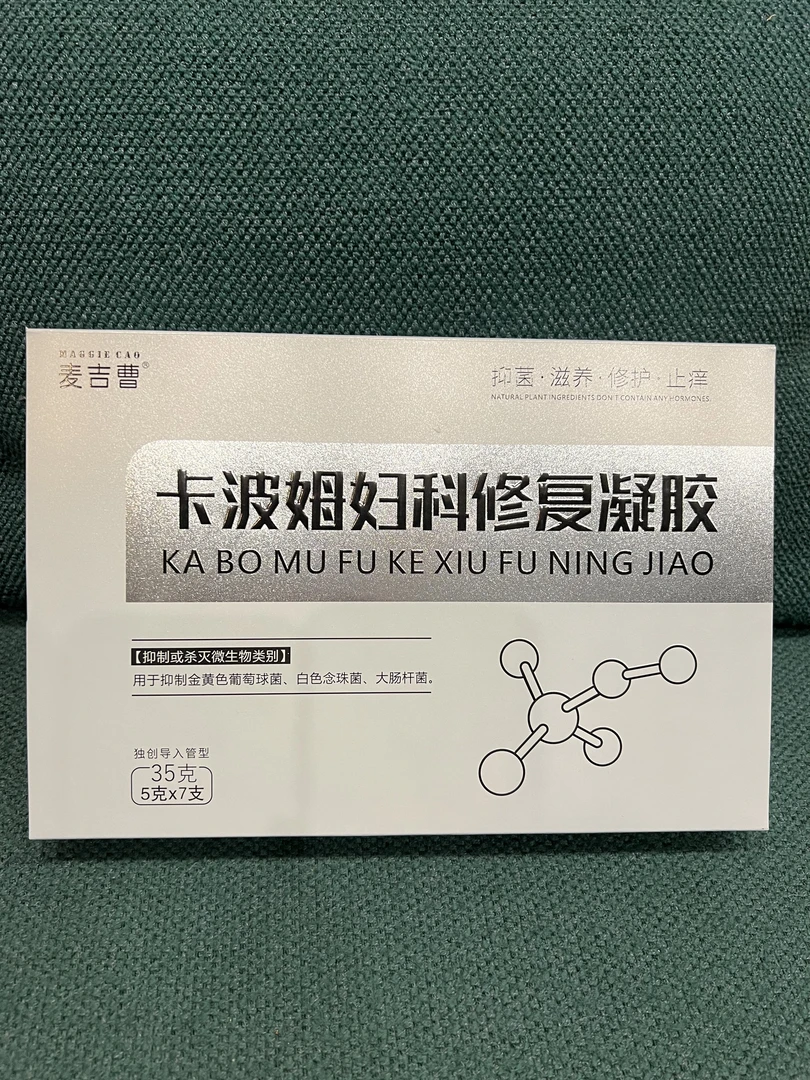 MAGGIE CAO
麦吉曹®
抑菌·滋养·修护·止痒
NATURAL PLANT INGREDIENTS DON'T CONTAIN ANY HORMONES.
卡波姆妇科修复凝胶
KA BO MU FU KE XIU FU NING JIAO
【抑制或杀灭微生物类别】
用于抑制金黄色葡萄球菌、白色念珠菌、大肠杆菌。
独创导入管型
35克
5克x7支